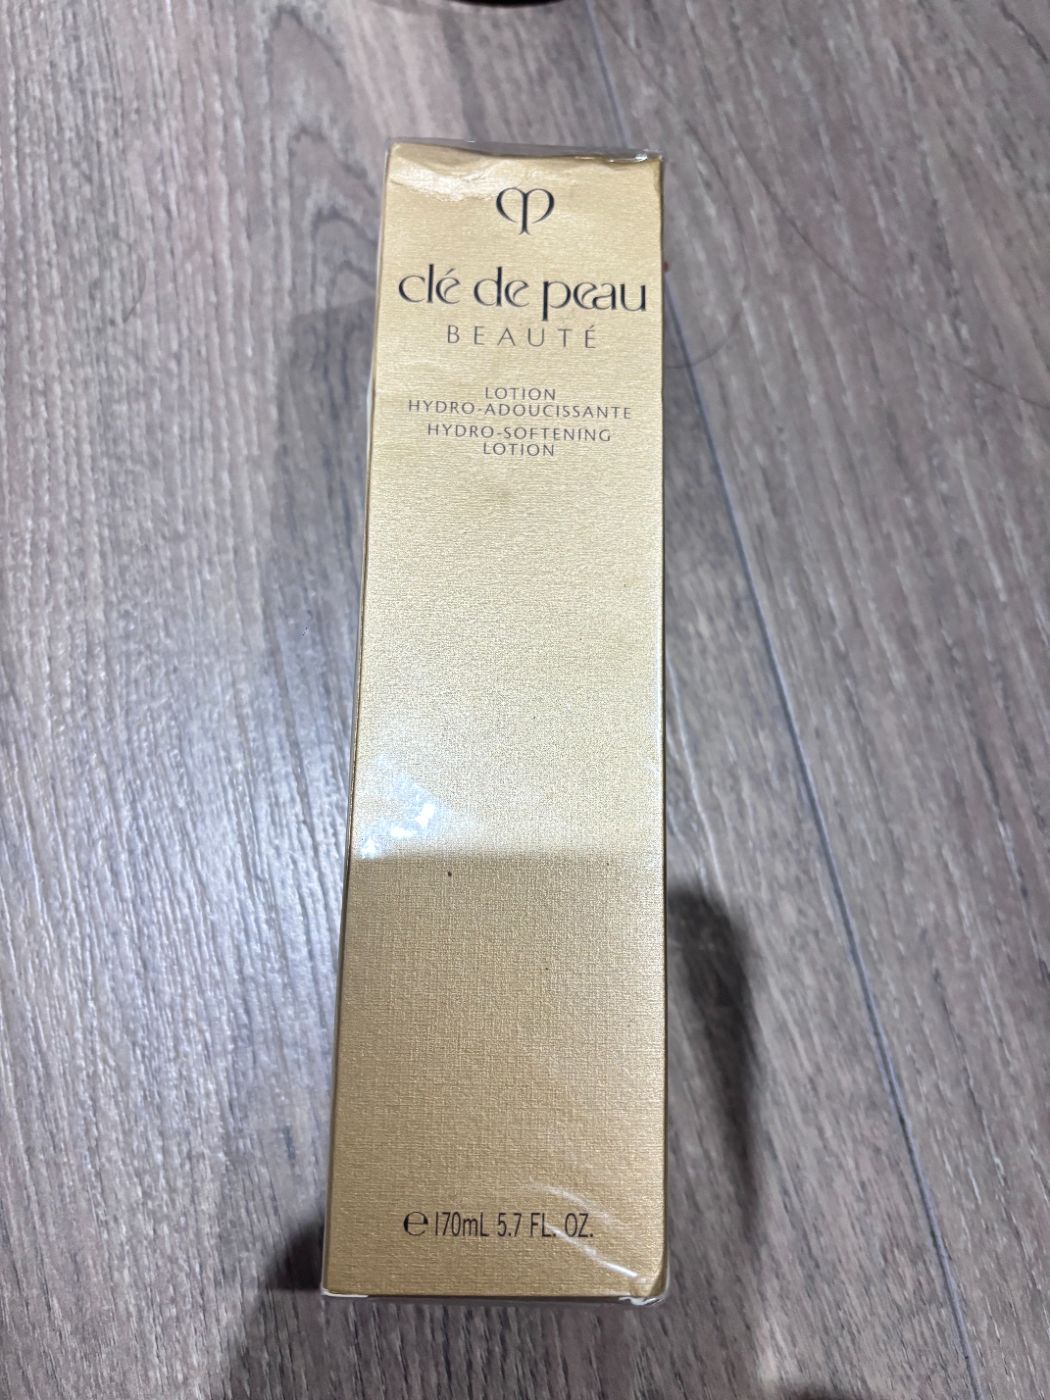 clé de peau
BEAUTÉ
LOTION
HYDRO-ADOUCISSANTE
HYDRO-SOFTENING
LOTION
℮ 170mL 5.7 FL. OZ.